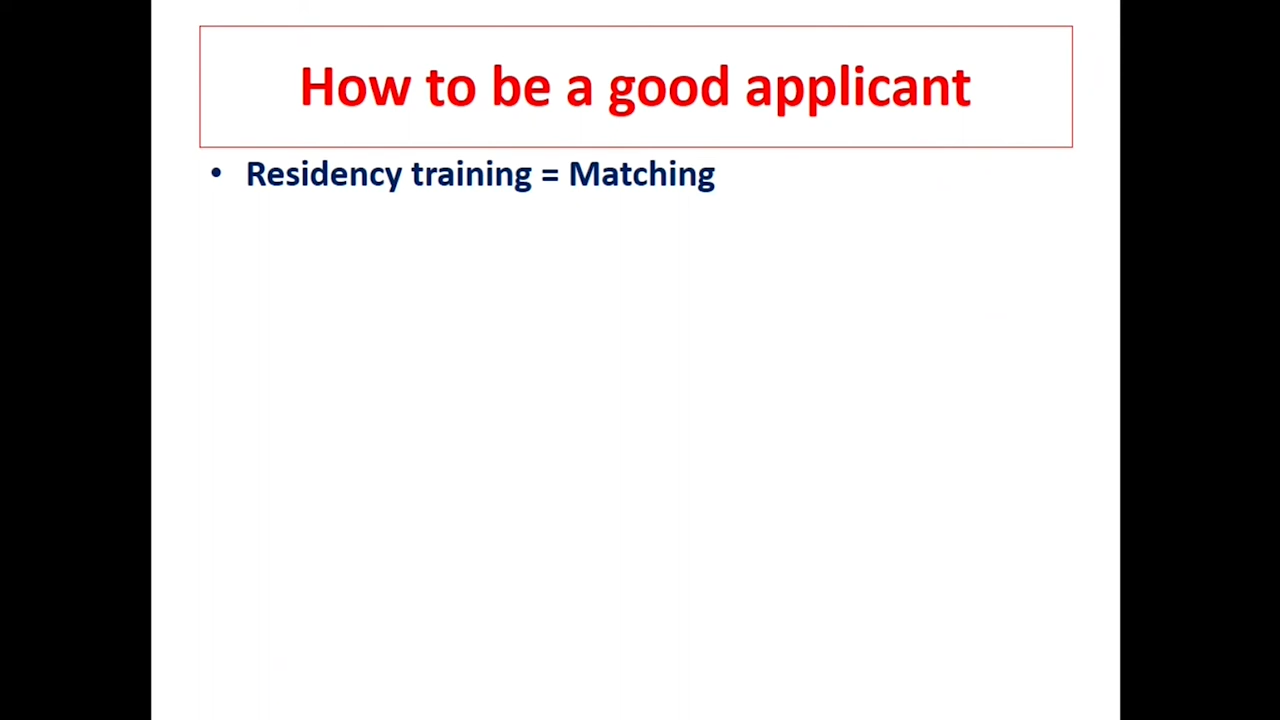 How to be a good applicant
• Residency training = Matching